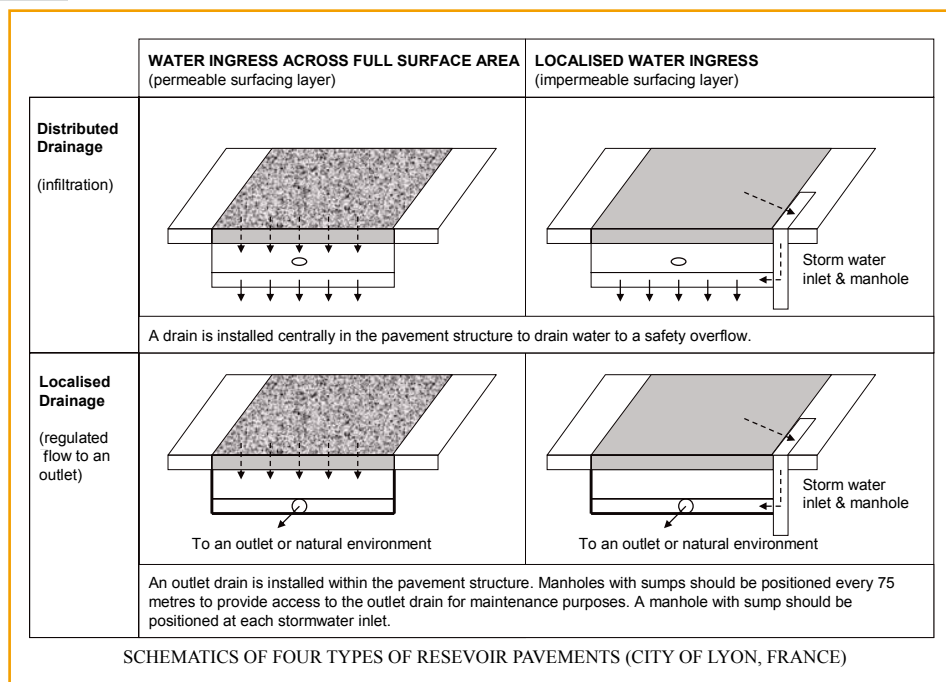 WATER INGRESS ACROSS FULL SURFACE AREA
(permeable surfacing layer)
LOCALISED WATER INGRESS
(impermeable surfacing layer)
Distributed
Drainage
(infiltration)
Storm water
inlet & manhole
A drain is installed centrally in the pavement structure to drain water to a safety overflow.
Localised
Drainage
(regulated
flow to an
outlet)
To an outlet or natural environment
Storm water
inlet & manhole
To an outlet or natural environment
An outlet drain is installed within the pavement structure. Manholes with sumps should be positioned every 75
metres to provide access to the outlet drain for maintenance purposes. A manhole with sump should be
positioned at each stormwater inlet.
SCHEMATICS OF FOUR TYPES OF RESEVOIR PAVEMENTS (CITY OF LYON, FRANCE)